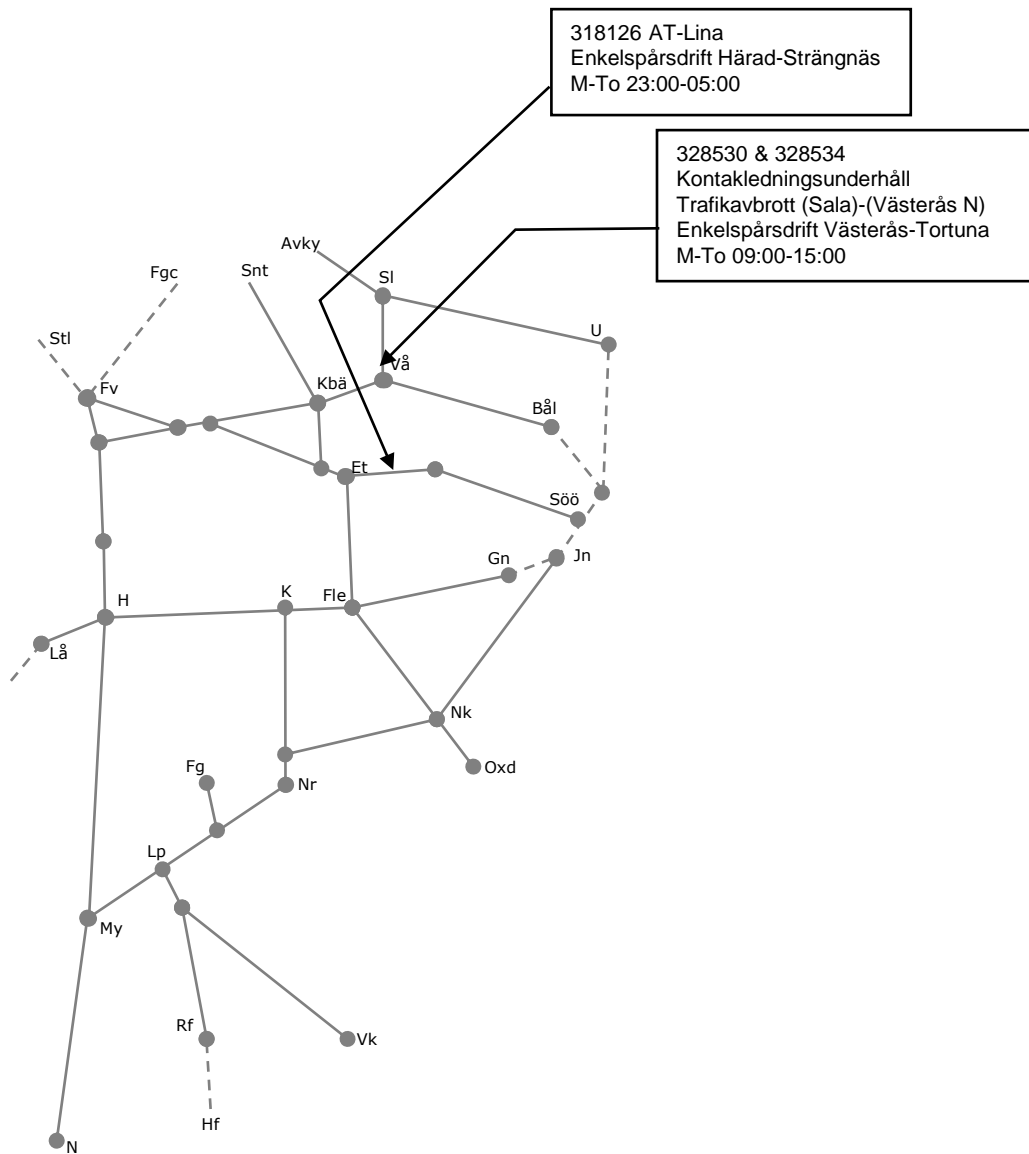 318126 AT-Lina
Enkelspårsdrift Härad-Strängnäs
M-To 23:00-05:00
328530 & 328534
Kontakledningsunderhåll
Trafikavbrott (Sala)-(Västerås N)
Enkelspårsdrift Västerås-Tortuna
M-To 09:00-15:00
Avky
Snt
Fgc
Sl
U
Stl
Vå
Fv
Kbä
Bål
Et
Söö
Jn
Gn
H
K
Fle
Lå
Nk
Fg
Nr
Oxd
Lp
My
Rf
Vk
Hf
N